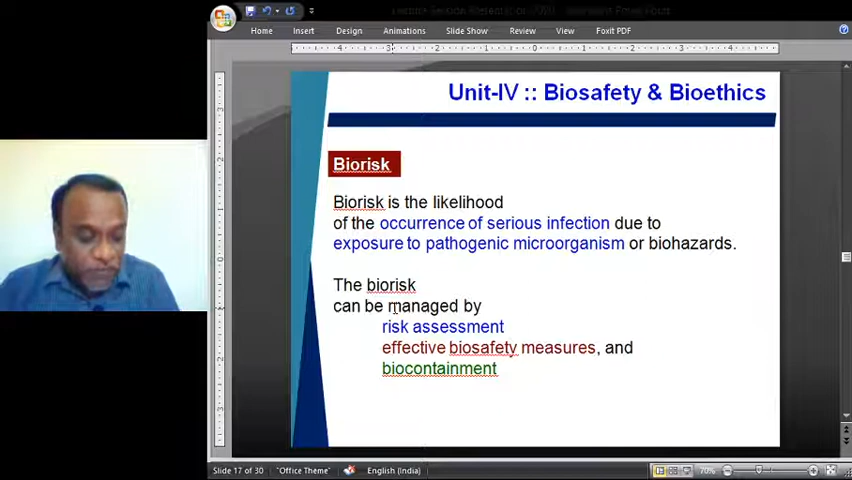 Home Insert Design Animations Slide Show Review View Foxit PDF
Unit-IV :: Biosafety & Bioethics
Biorisk
Biorisk is the likelihood
of the occurrence of serious infection due to
exposure to pathogenic microorganism or biohazards.
The biorisk
can be managed by
risk assessment
effective biosafety measures, and
biocontainment
Slide 17 of 30 "Office Theme" English (India) 70%